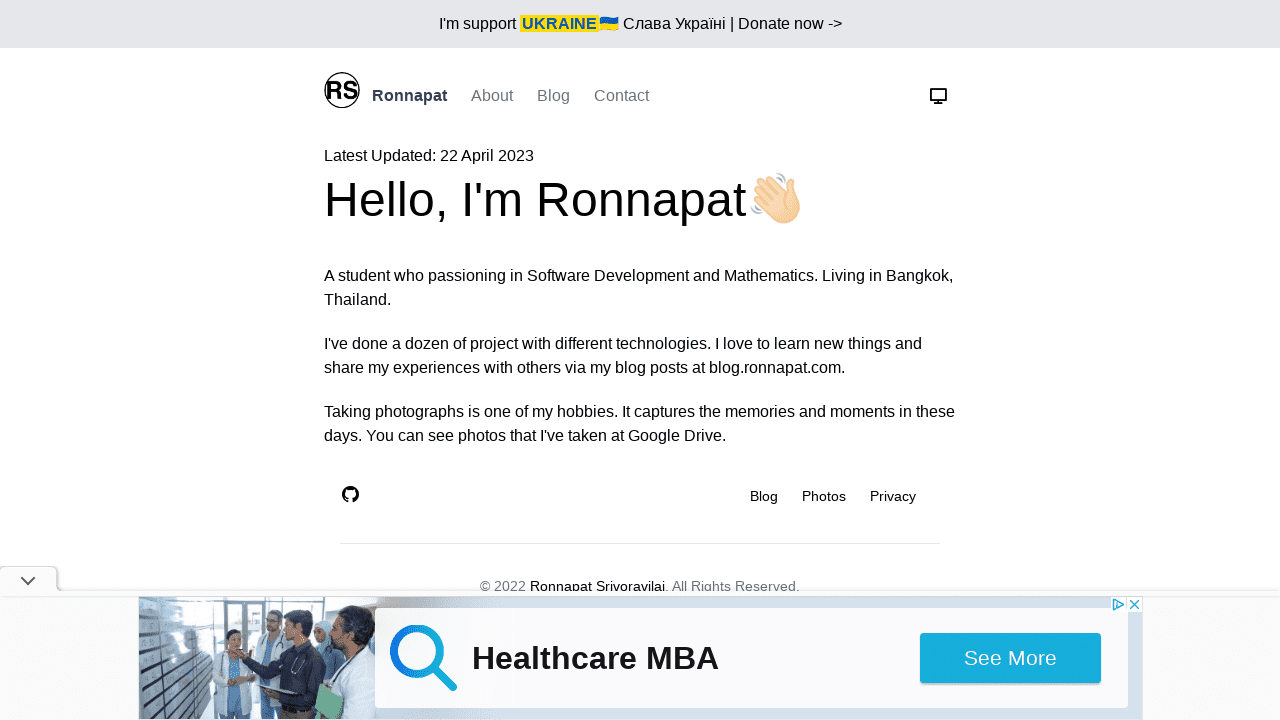 I'm support UKRAINE🇺🇦 Слава Україні | Donate now ->
RS Ronnapat About Blog Contact
Latest Updated: 22 April 2023
Hello, I'm Ronnapat👋🏻
A student who passioning in Software Development and Mathematics. Living in Bangkok,
Thailand.
I've done a dozen of project with different technologies. I love to learn new things and
share my experiences with others via my blog posts at blog.ronnapat.com.
Taking photographs is one of my hobbies. It captures the memories and moments in these
days. You can see photos that I've taken at Google Drive.
Blog Photos Privacy
© 2022 Ronnapat Srivoravilai. All Rights Reserved.
Healthcare MBA
See More